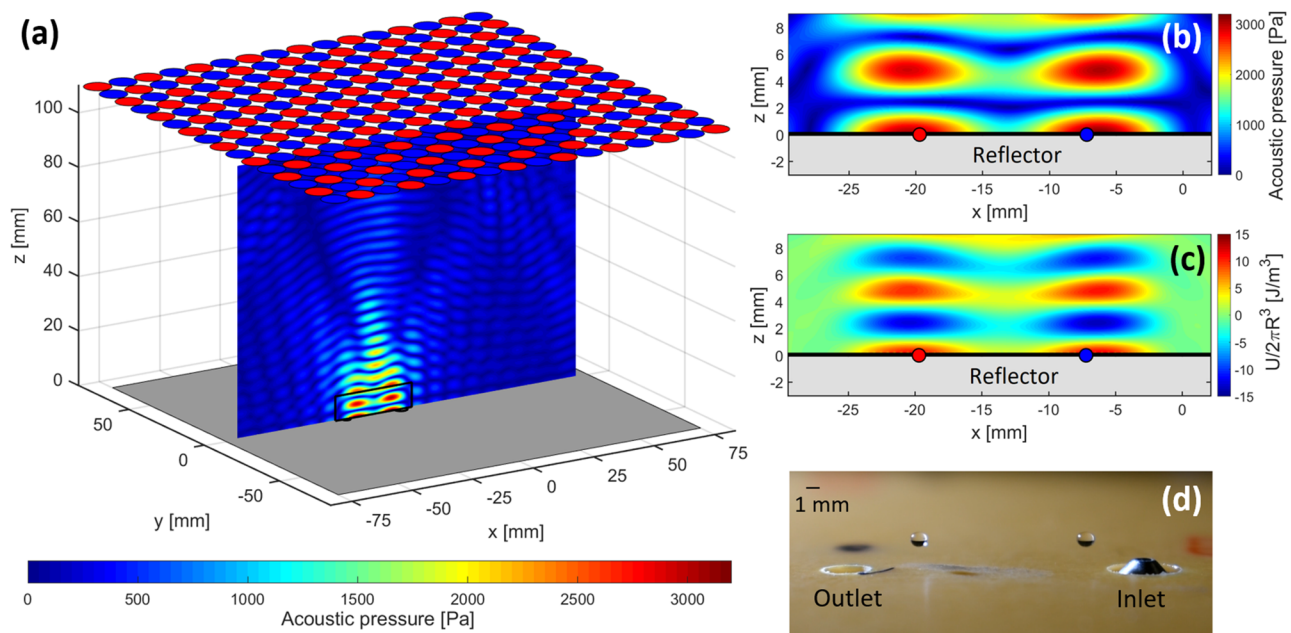 (a)
100
80
60
40
20
0
z [mm]
50
0
-50
y [mm]
-75
-50
-25
0
25
50
75
x [mm]
0 500 1000 1500 2000 2500 3000
Acoustic pressure [Pa]
(b)
8
6
4
2
0
-2
z [mm]
Reflector
-25 -20 -15 -10 -5 0
x [mm]
3000
2000
1000
0
Acoustic pressure [Pa]
(c)
8
6
4
2
0
-2
z [mm]
Reflector
-25 -20 -15 -10 -5 0
x [mm]
15
10
5
0
-5
-10
-15
U/2πR³ [J/m³]
(d)
1 mm
Outlet Inlet